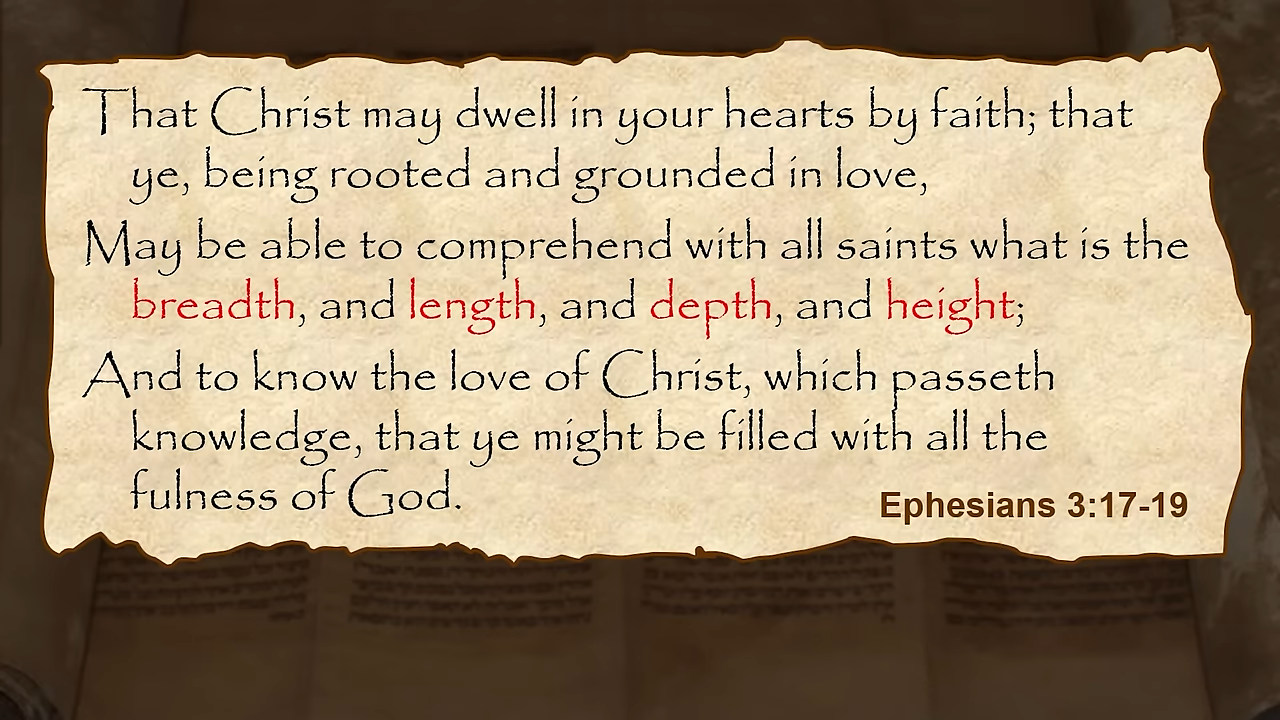 That Christ may dwell in your hearts by faith; that
ye, being rooted and grounded in love,
May be able to comprehend with all saints what is the
breadth, and length, and depth, and height;
And to know the love of Christ, which passeth
knowledge, that ye might be filled with all the
fulness of God.
Ephesians 3:17-19